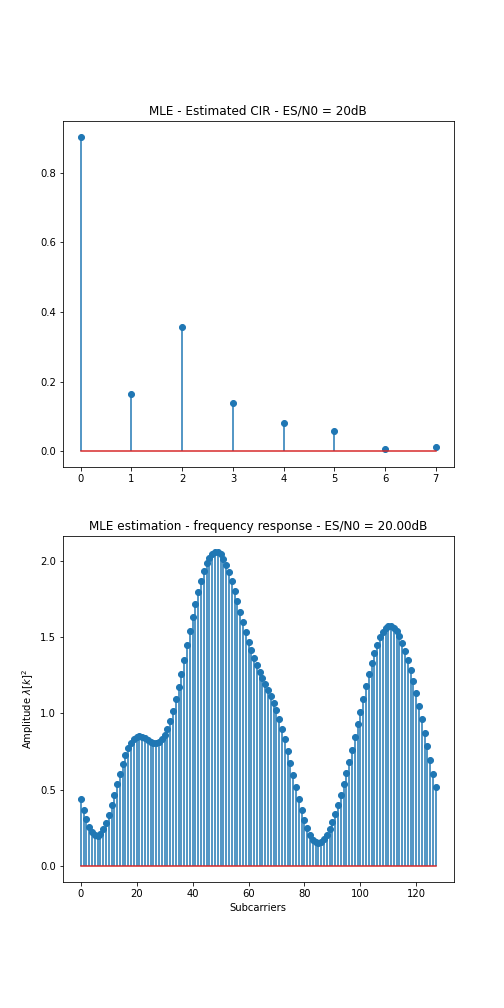 MLE - Estimated CIR - ES/N0 = 20dB
0.8
0.6
0.4
0.2
0.0
0 1 2 3 4 5 6 7
MLE estimation - frequency response - ES/N0 = 20.00dB
Amplitude λ[k]²
2.0
1.5
1.0
0.5
0.0
0 20 40 60 80 100 120
Subcarriers